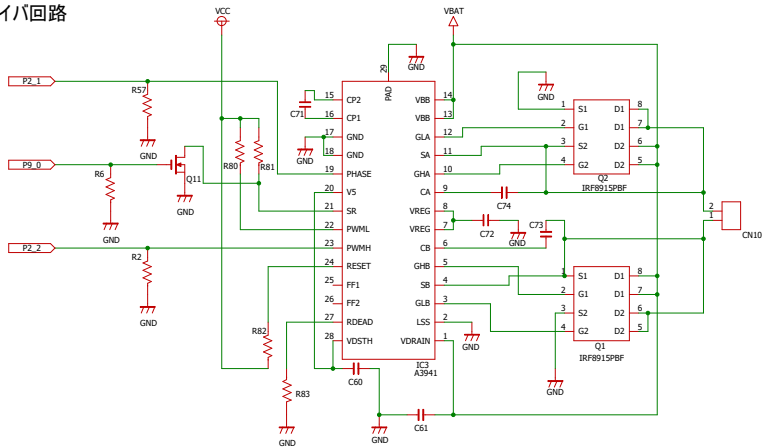 イバ回路
VCC
VBAT
P2_1
R57
GND
P9_0
R6
GND
Q11
GND
P2_2
R2
GND
R80
R81
R82
R83
GND
C71
GND
29
PAD
GND
15 CP2
16 CP1
17 GND
18 GND
19 PHASE
20 V5
21 SR
22 PWML
23 PWMH
24 RESET
25 FF1
26 FF2
27 RDEAD
28 VDSTH
VBB 14
VBB 13
GLA 12
SA 11
GHA 10
CA 9
VREG 8
VREG 7
CB 6
GHB 5
SB 4
GLB 3
LSS 2
VDRAIN 1
IC3
A3941
C74
C72
GND
C73
GND
C60
GND
C61
GND
1 S1 D1 8
2 G1 D1 7
3 S2 D2 6
4 G2 D2 5
Q2
IRF8915PBF
2
1
CN10
1 S1 D1 8
2 G1 D1 7
3 S2 D2 6
4 G2 D2 5
Q1
IRF8915PBF
GND